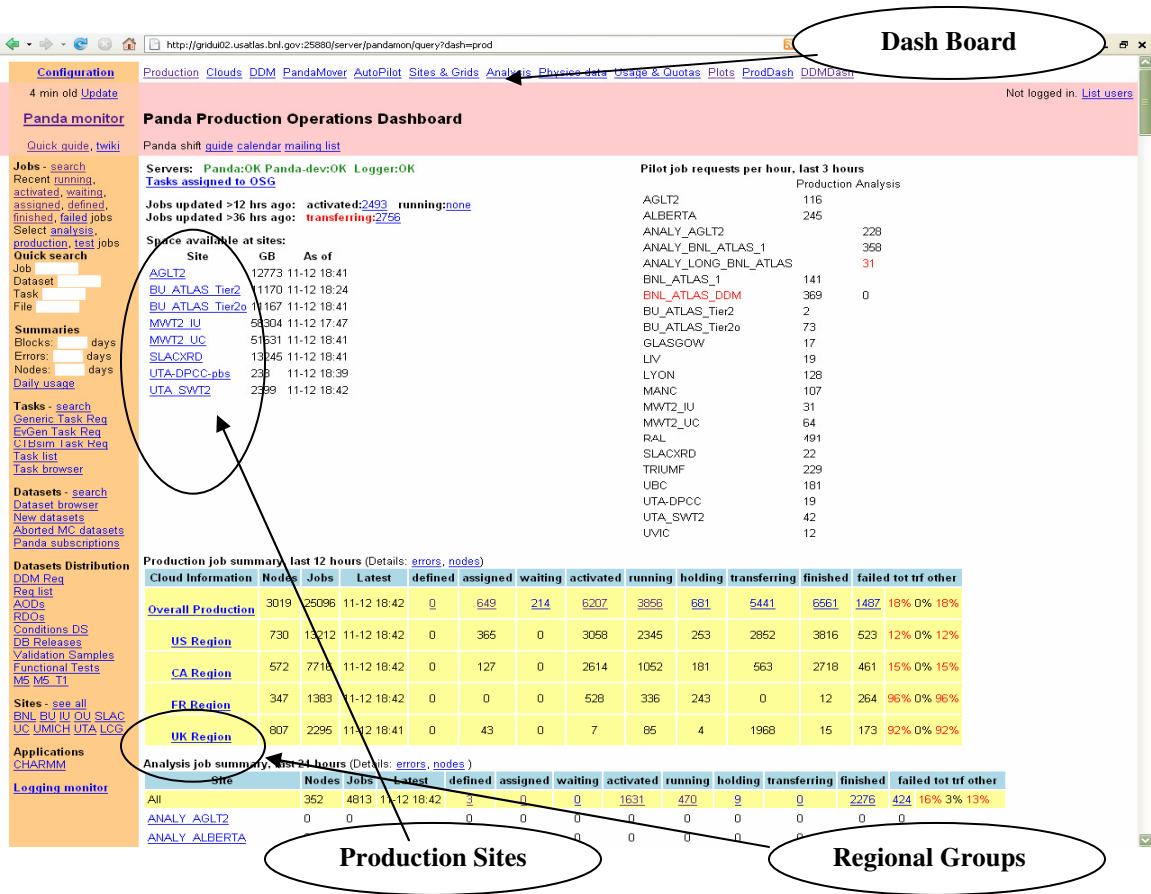 Dash Board
http://gridui02.usatlas.bnl.gov:25880/server/pandamon/query?dash=prod
Configuration
Production Clouds DDM PandaMover AutoPilot Sites & Grids Analysis Physics data Usage & Quotas Plots ProdDash DDMDash
4 min old Update
Not logged in. List users
Panda monitor
Panda Production Operations Dashboard
Quick guide, twiki
Panda shift guide calendar mailing list
Jobs - search
Recent running,
activated, waiting,
assigned, defined,
finished, failed jobs
Select analysis,
production, test jobs
Quick search
Job
Dataset
Task
File
Summaries
Blocks: days
Errors: days
Nodes: days
Daily usage
Tasks - search
Generic Task Req
EvGen Task Req
CTBsim Task Req
Task list
Task browser
Datasets - search
Dataset browser
New datasets
Aborted MC datasets
Panda subscriptions
Datasets Distribution
DDM Req
Req list
AODs
RDOs
Conditions DS
DB Releases
Validation Samples
Functional Tests
M5 M5_T1
Sites - see all
BNL BU IU OU SLAC
UC UMICH UTA LCG
Applications
CHARMM
Logging monitor
Servers: Panda:OK Panda-dev:OK Logger:OK
Tasks assigned to OSG
Jobs updated >12 hrs ago: activated:2493 running:none
Jobs updated >36 hrs ago: transferring:2756
Space available at sites:
Site GB As of
AGLT2 12773 11-12 18:41
BU_ATLAS_Tier2 11170 11-12 18:24
BU_ATLAS_Tier2o 11167 11-12 18:41
MWT2_IU 58304 11-12 17:47
MWT2_UC 51631 11-12 18:41
SLACXRD 13245 11-12 18:41
UTA-DPCC-pbs 233 11-12 18:39
UTA_SWT2 2399 11-12 18:42
Pilot job requests per hour, last 3 hours
Production Analysis
AGLT2 116
ALBERTA 245
ANALY_AGLT2 228
ANALY_BNL_ATLAS_1 358
ANALY_LONG_BNL_ATLAS 31
BNL_ATLAS_1 141
BNL_ATLAS_DDM 369 0
BU_ATLAS_Tier2 2
BU_ATLAS_Tier2o 73
GLASGOW 17
LIV 19
LYON 128
MANC 107
MWT2_IU 31
MWT2_UC 64
RAL 491
SLACXRD 22
TRIUMF 229
UBC 181
UTA-DPCC 19
UTA_SWT2 42
UVIC 12
Production job summary, last 12 hours (Details: errors, nodes)
Cloud Information Nodes Jobs Latest defined assigned waiting activated running holding transferring finished failed tot trf other
Overall Production 3019 25096 11-12 18:42 0 649 214 6207 3856 681 5441 6561 1487 18% 0% 18%
US Region 730 13212 11-12 18:42 0 365 0 3058 2345 253 2852 3816 523 12% 0% 12%
CA Region 572 7716 11-12 18:42 0 127 0 2614 1052 181 563 2718 461 15% 0% 15%
FR Region 347 1383 11-12 18:42 0 0 0 528 336 243 0 12 264 96% 0% 96%
UK Region 807 2295 11-12 18:41 0 43 0 7 85 4 1968 15 173 92% 0% 92%
Analysis job summary, last 24 hours (Details: errors, nodes )
Site Nodes Jobs Latest defined assigned waiting activated running holding transferring finished failed tot trf other
All 352 4813 11-12 18:42 3 0 0 1631 470 9 0 2276 424 16% 3% 13%
ANALY_AGLT2 0 0 0 0 0 0 0 0 0 0 0
ANALY_ALBERTA 0 0 0 0 0 0 0
Production Sites
Regional Groups